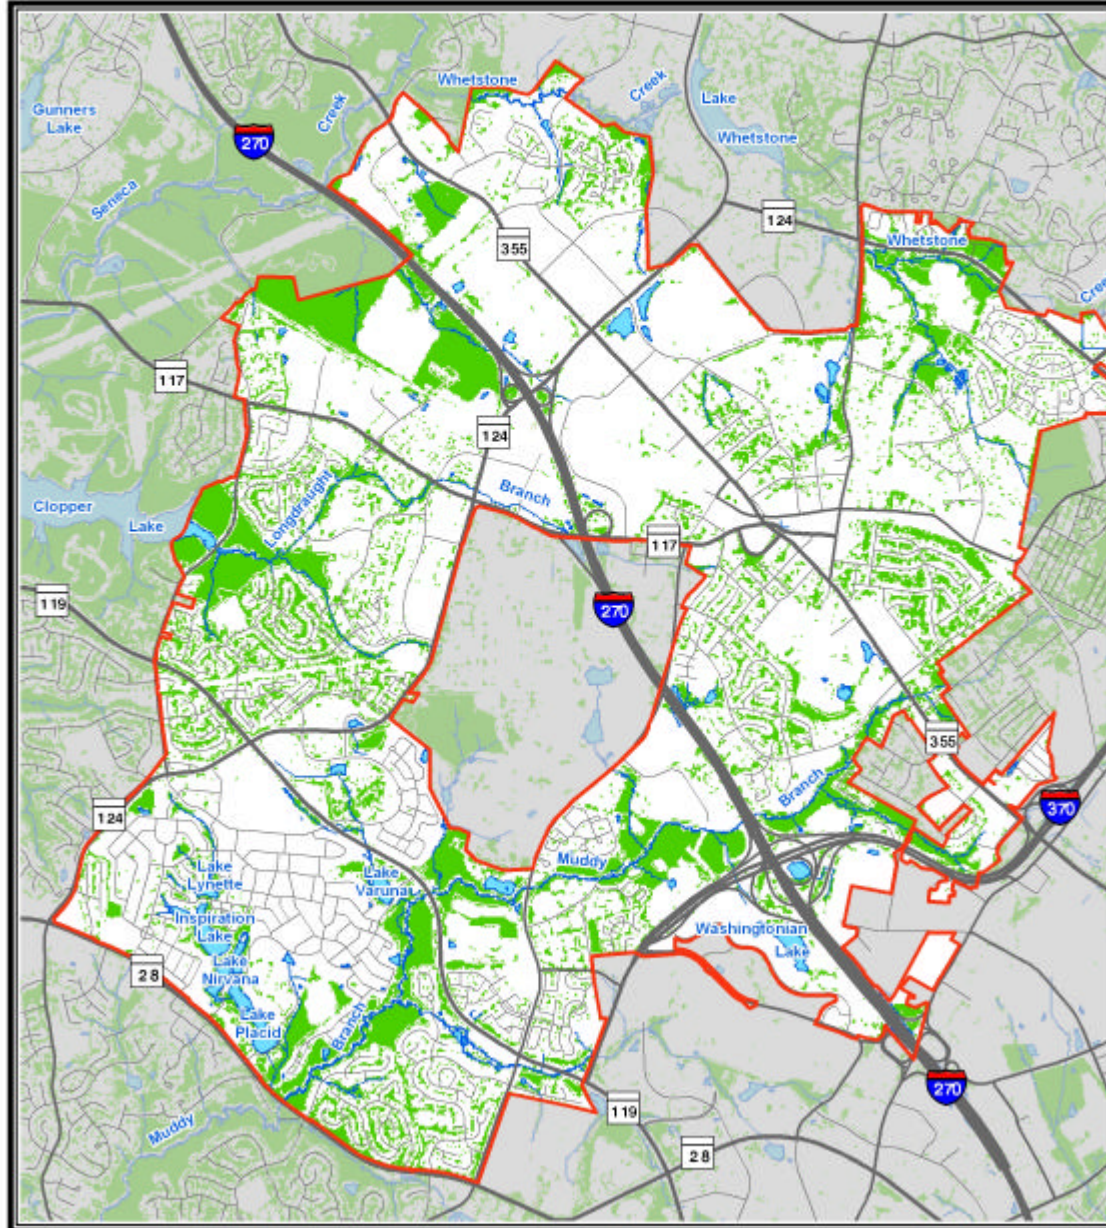 Whetstone
Creek
Gunners
Lake
Creek
Lake
Whetstone
270
Seneca
124
355
Whetstone
Creek
117
124
Longdraught
Branch
Clopper
Lake
117
119
270
355
124
Branch
370
Muddy
Lake
Lynette
Lake
Varuna
Inspiration
Lake
Washingtonian
Lake
28
Lake
Nirvana
Lake
Placid
Branch
270
119
Muddy
28